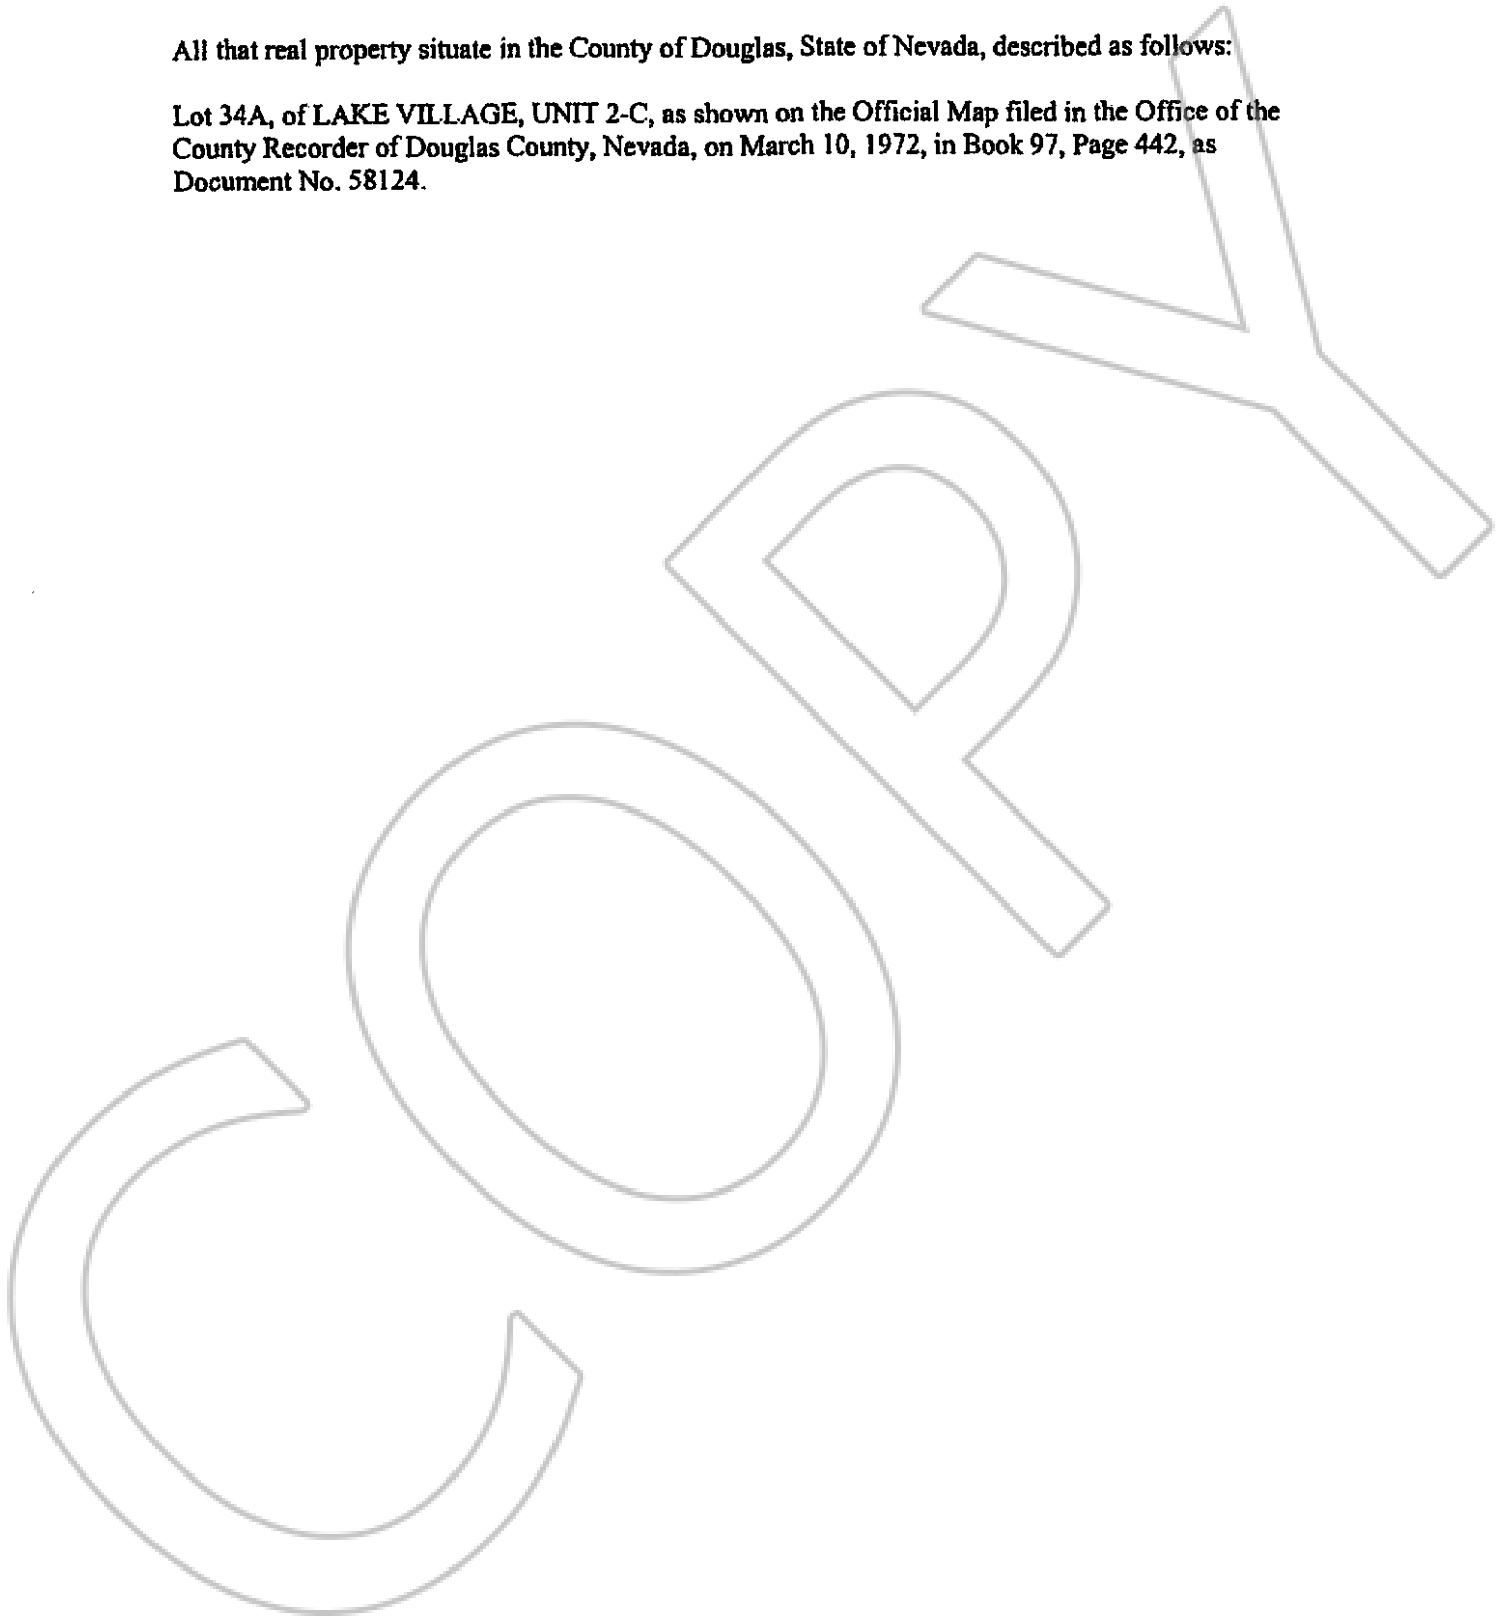 All that real property situate in the County of Douglas, State of Nevada, described as follows:
Lot 34A, of LAKE VILLAGE, UNIT 2-C, as shown on the Official Map filed in the Office of the
County Recorder of Douglas County, Nevada, on March 10, 1972, in Book 97, Page 442, as
Document No. 58124.
COPY